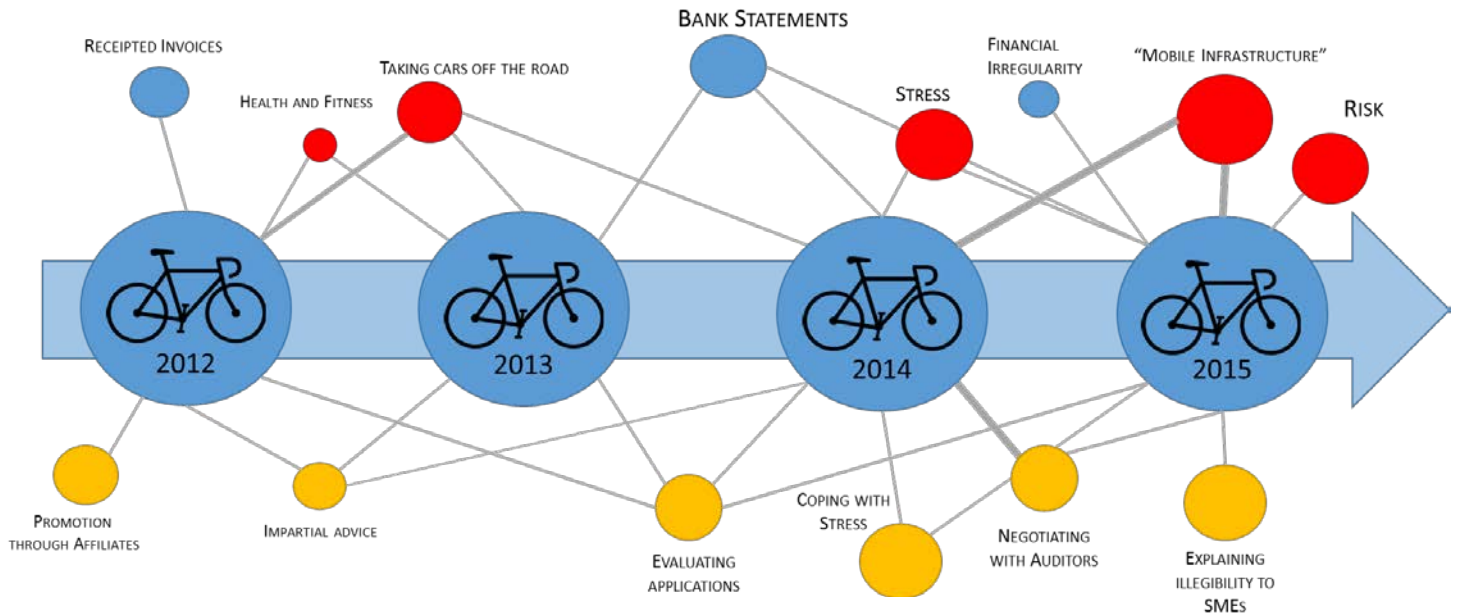 BANK STATEMENTS
RECEIPTED INVOICES
FINANCIAL
IRREGULARITY
"MOBILE INFRASTRUCTURE"
TAKING CARS OFF THE ROAD
HEALTH AND FITNESS
STRESS
RISK
2012
2013
2014
2015
PROMOTION
THROUGH AFFILIATES
IMPARTIAL ADVICE
EVALUATING
APPLICATIONS
COPING WITH
STRESS
NEGOTIATING
WITH AUDITORS
EXPLAINING
ILLEGIBILITY TO
SMES